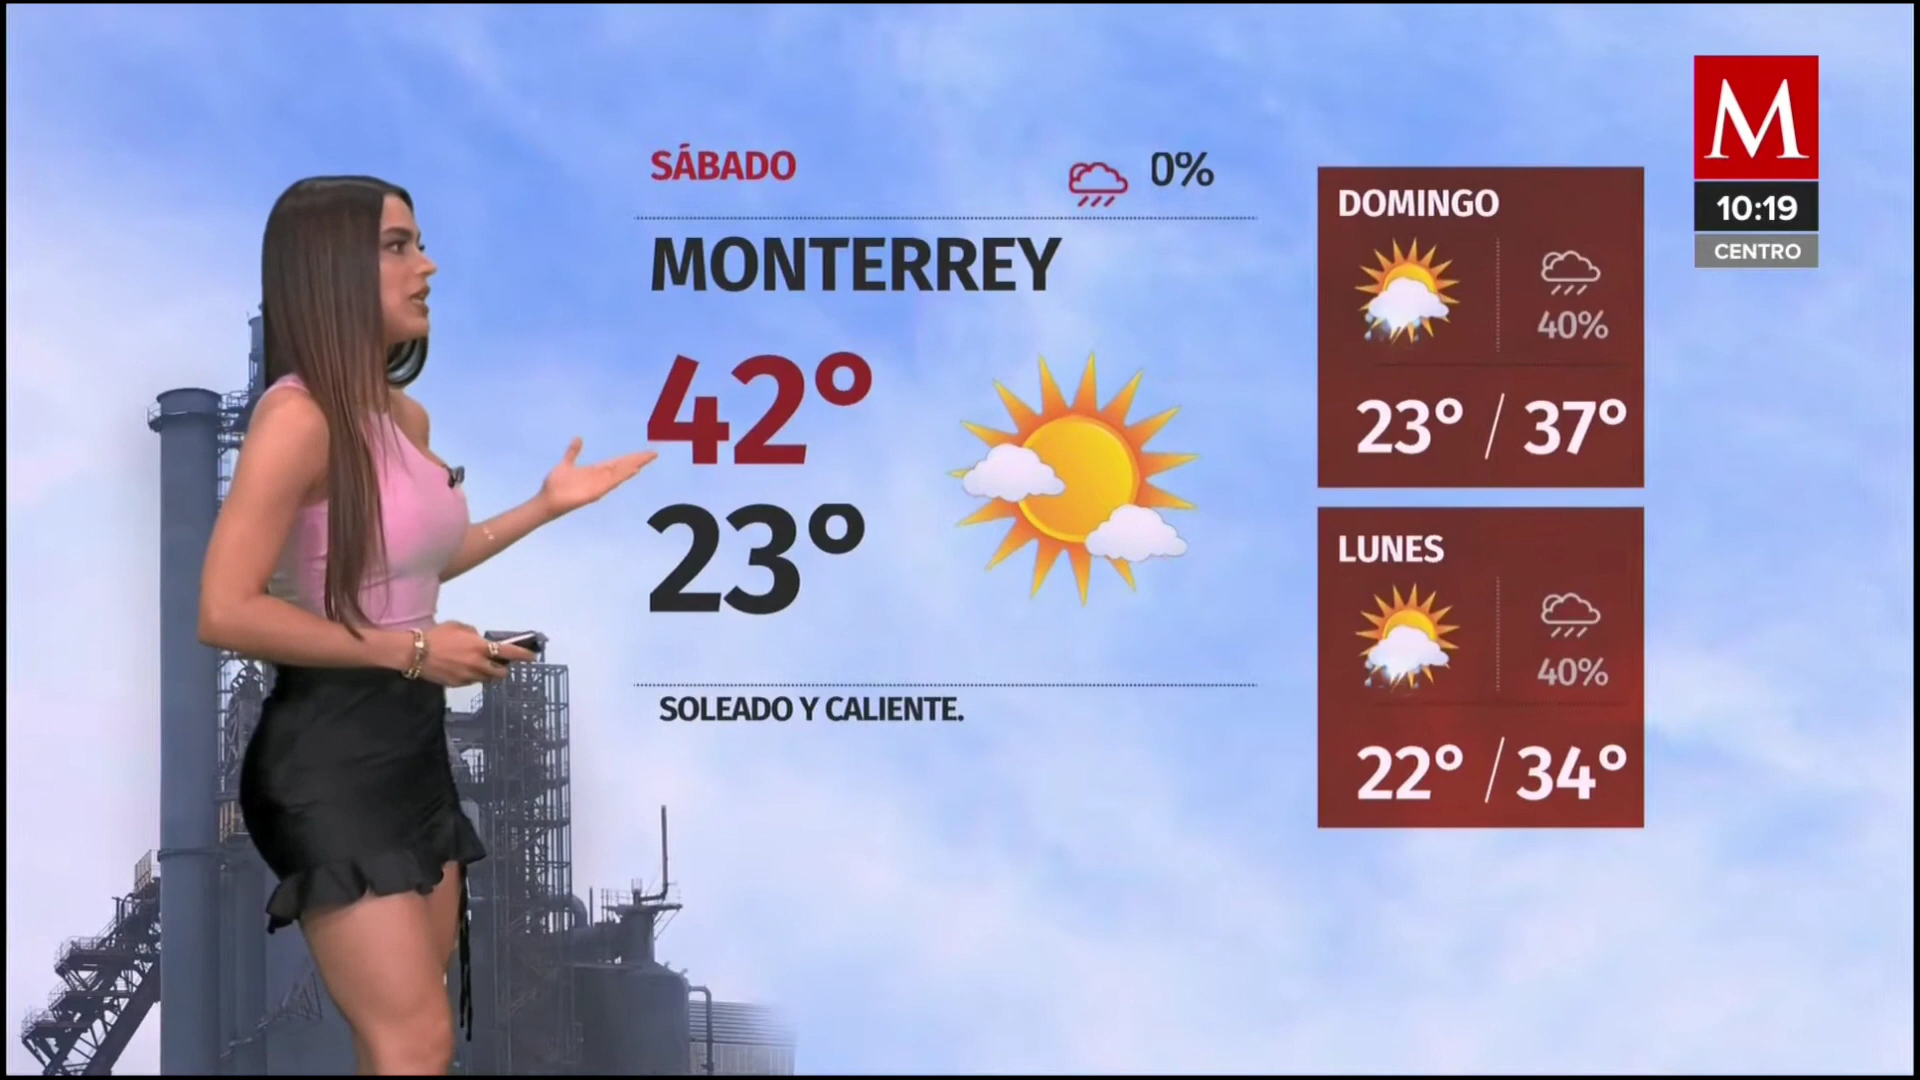 SÁBADO
0%
MONTERREY
42°
23°
SOLEADO Y CALIENTE.
DOMINGO
40%
23° / 37°
LUNES
40%
22° / 34°
M
10:19
CENTRO